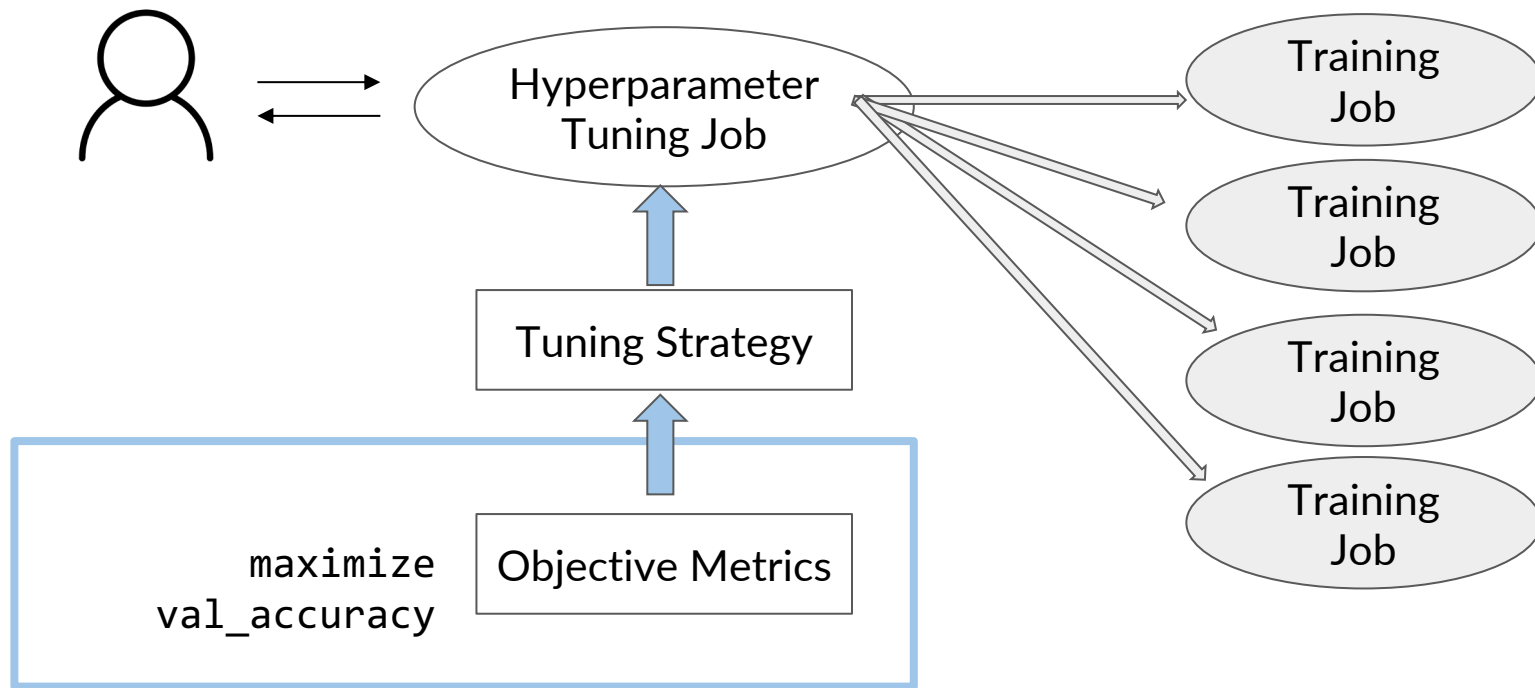 Hyperparameter
Tuning Job
Training
Job
Training
Job
Tuning Strategy
Training
Job
Training
Job
maximize
val_accuracy
Objective Metrics